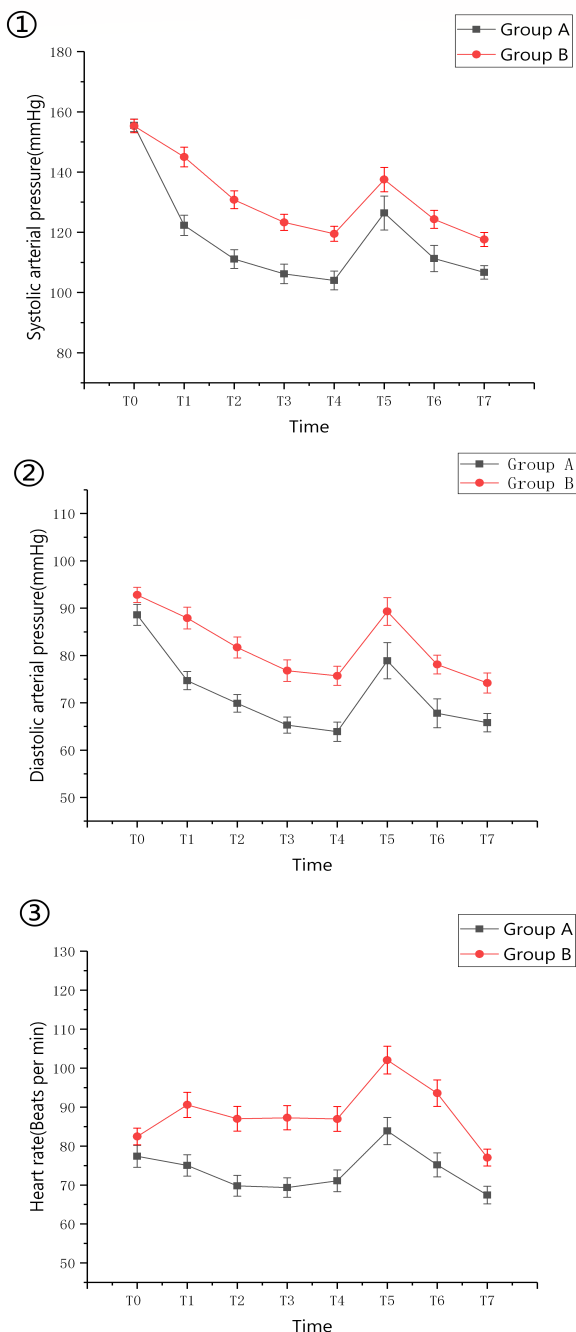 ①
Group A
Group B
Systolic arterial pressure(mmHg)
180
160
140
120
100
80
T0 T1 T2 T3 T4 T5 T6 T7
Time
②
Group A
Group B
Diastolic arterial pressure(mmHg)
110
100
90
80
70
60
50
T0 T1 T2 T3 T4 T5 T6 T7
Time
③
Group A
Group B
Heart rate(Beats per min)
130
120
110
100
90
80
70
60
50
T0 T1 T2 T3 T4 T5 T6 T7
Time